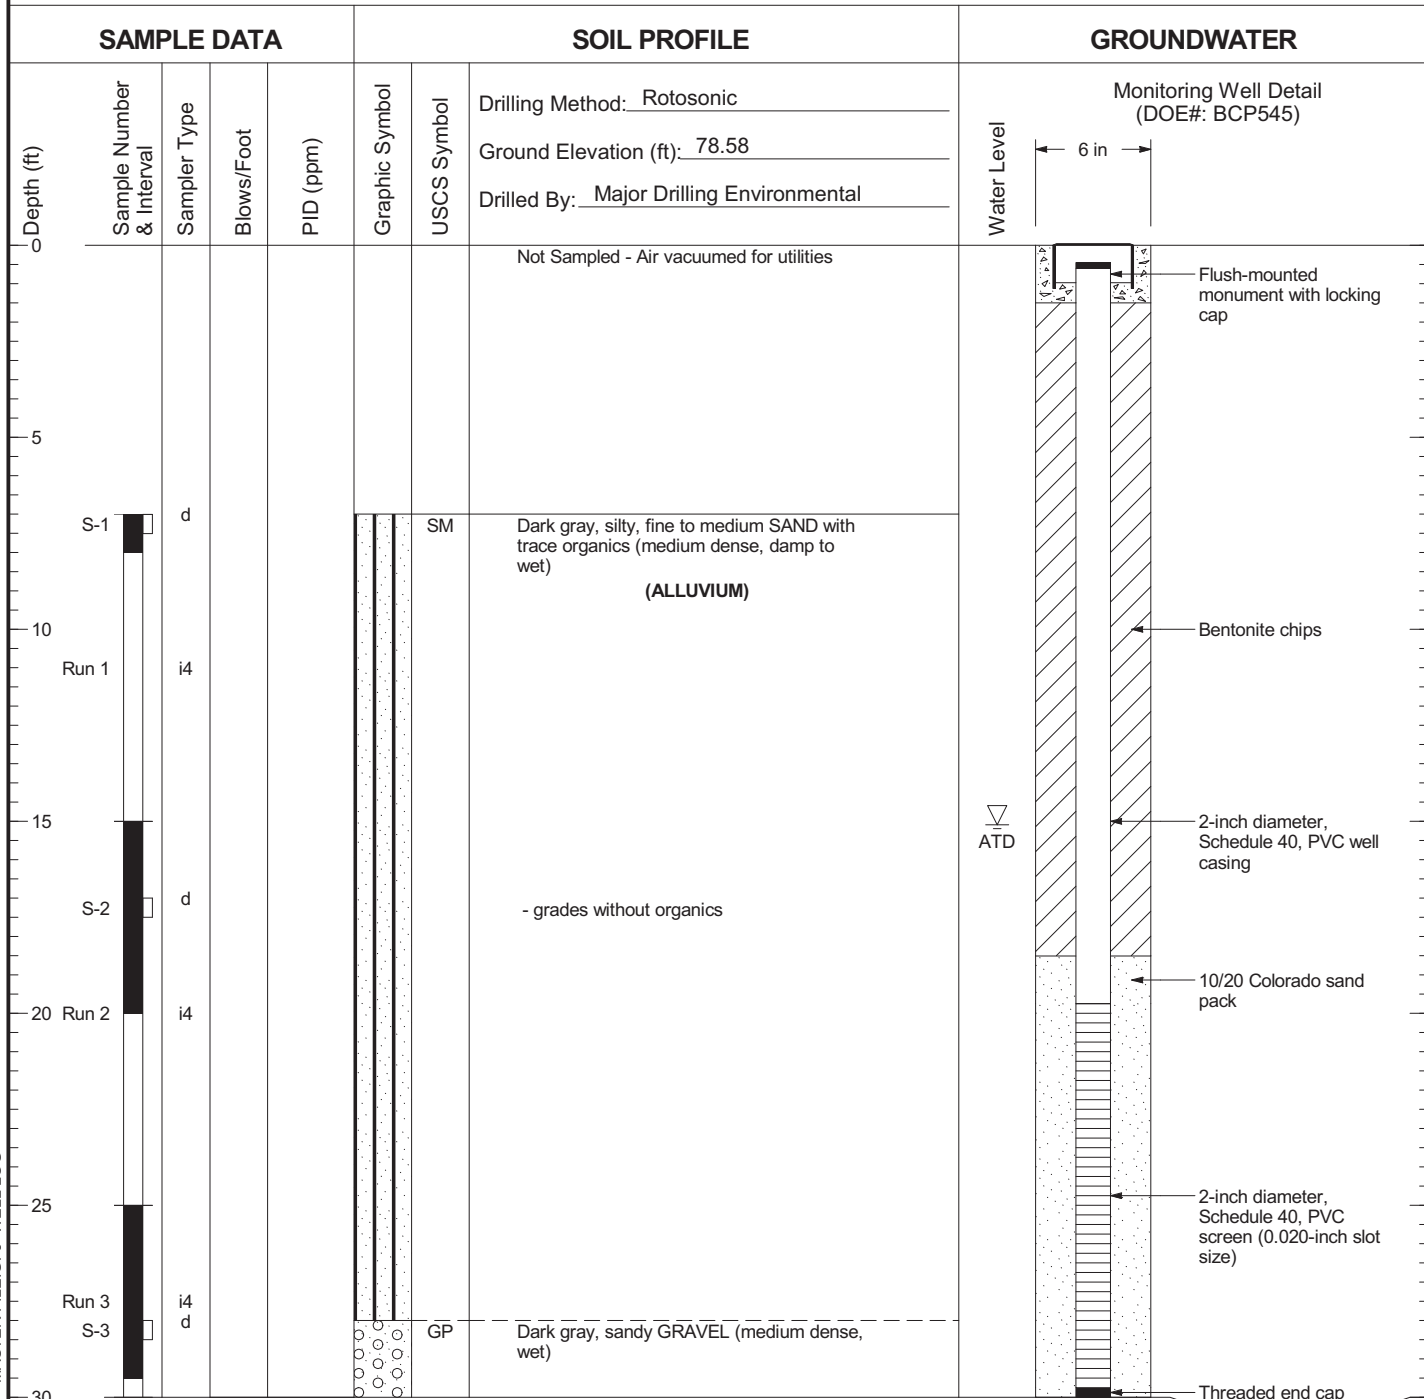 SAMPLE DATA
SOIL PROFILE
GROUNDWATER
Depth (ft)
Sample Number
& Interval
Sampler Type
Blows/Foot
PID (ppm)
Graphic Symbol
USCS Symbol
Drilling Method: Rotosonic
Ground Elevation (ft): 78.58
Drilled By: Major Drilling Environmental
Water Level
Monitoring Well Detail
(DOE#: BCP545)
6 in
0
Not Sampled - Air vacuumed for utilities
Flush-mounted
monument with locking
cap
5
S-1
d
SM
Dark gray, silty, fine to medium SAND with
trace organics (medium dense, damp to
wet)
(ALLUVIUM)
10
Bentonite chips
Run 1
i4
15
ATD
2-inch diameter,
Schedule 40, PVC well
casing
S-2
d
- grades without organics
10/20 Colorado sand
pack
20
Run 2
i4
25
2-inch diameter,
Schedule 40, PVC
screen (0.020-inch slot
size)
Run 3
i4
S-3
d
GP
Dark gray, sandy GRAVEL (medium dense,
wet)
30
Threaded end cap